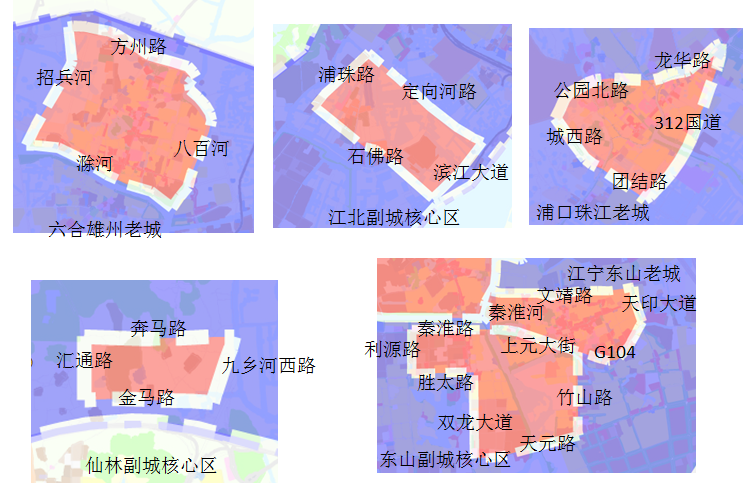 方州路
招兵河
八百河
滁河
六合雄州老城
浦珠路
定向河路
石佛路
滨江大道
江北副城核心区
龙华路
公园北路
312国道
城西路
团结路
浦口珠江老城
奔马路
汇通路
九乡河西路
金马路
仙林副城核心区
江宁东山老城
文靖路
天印大道
秦淮河
秦淮路
利源路
上元大街
G104
胜太路
竹山路
双龙大道
天元路
东山副城核心区